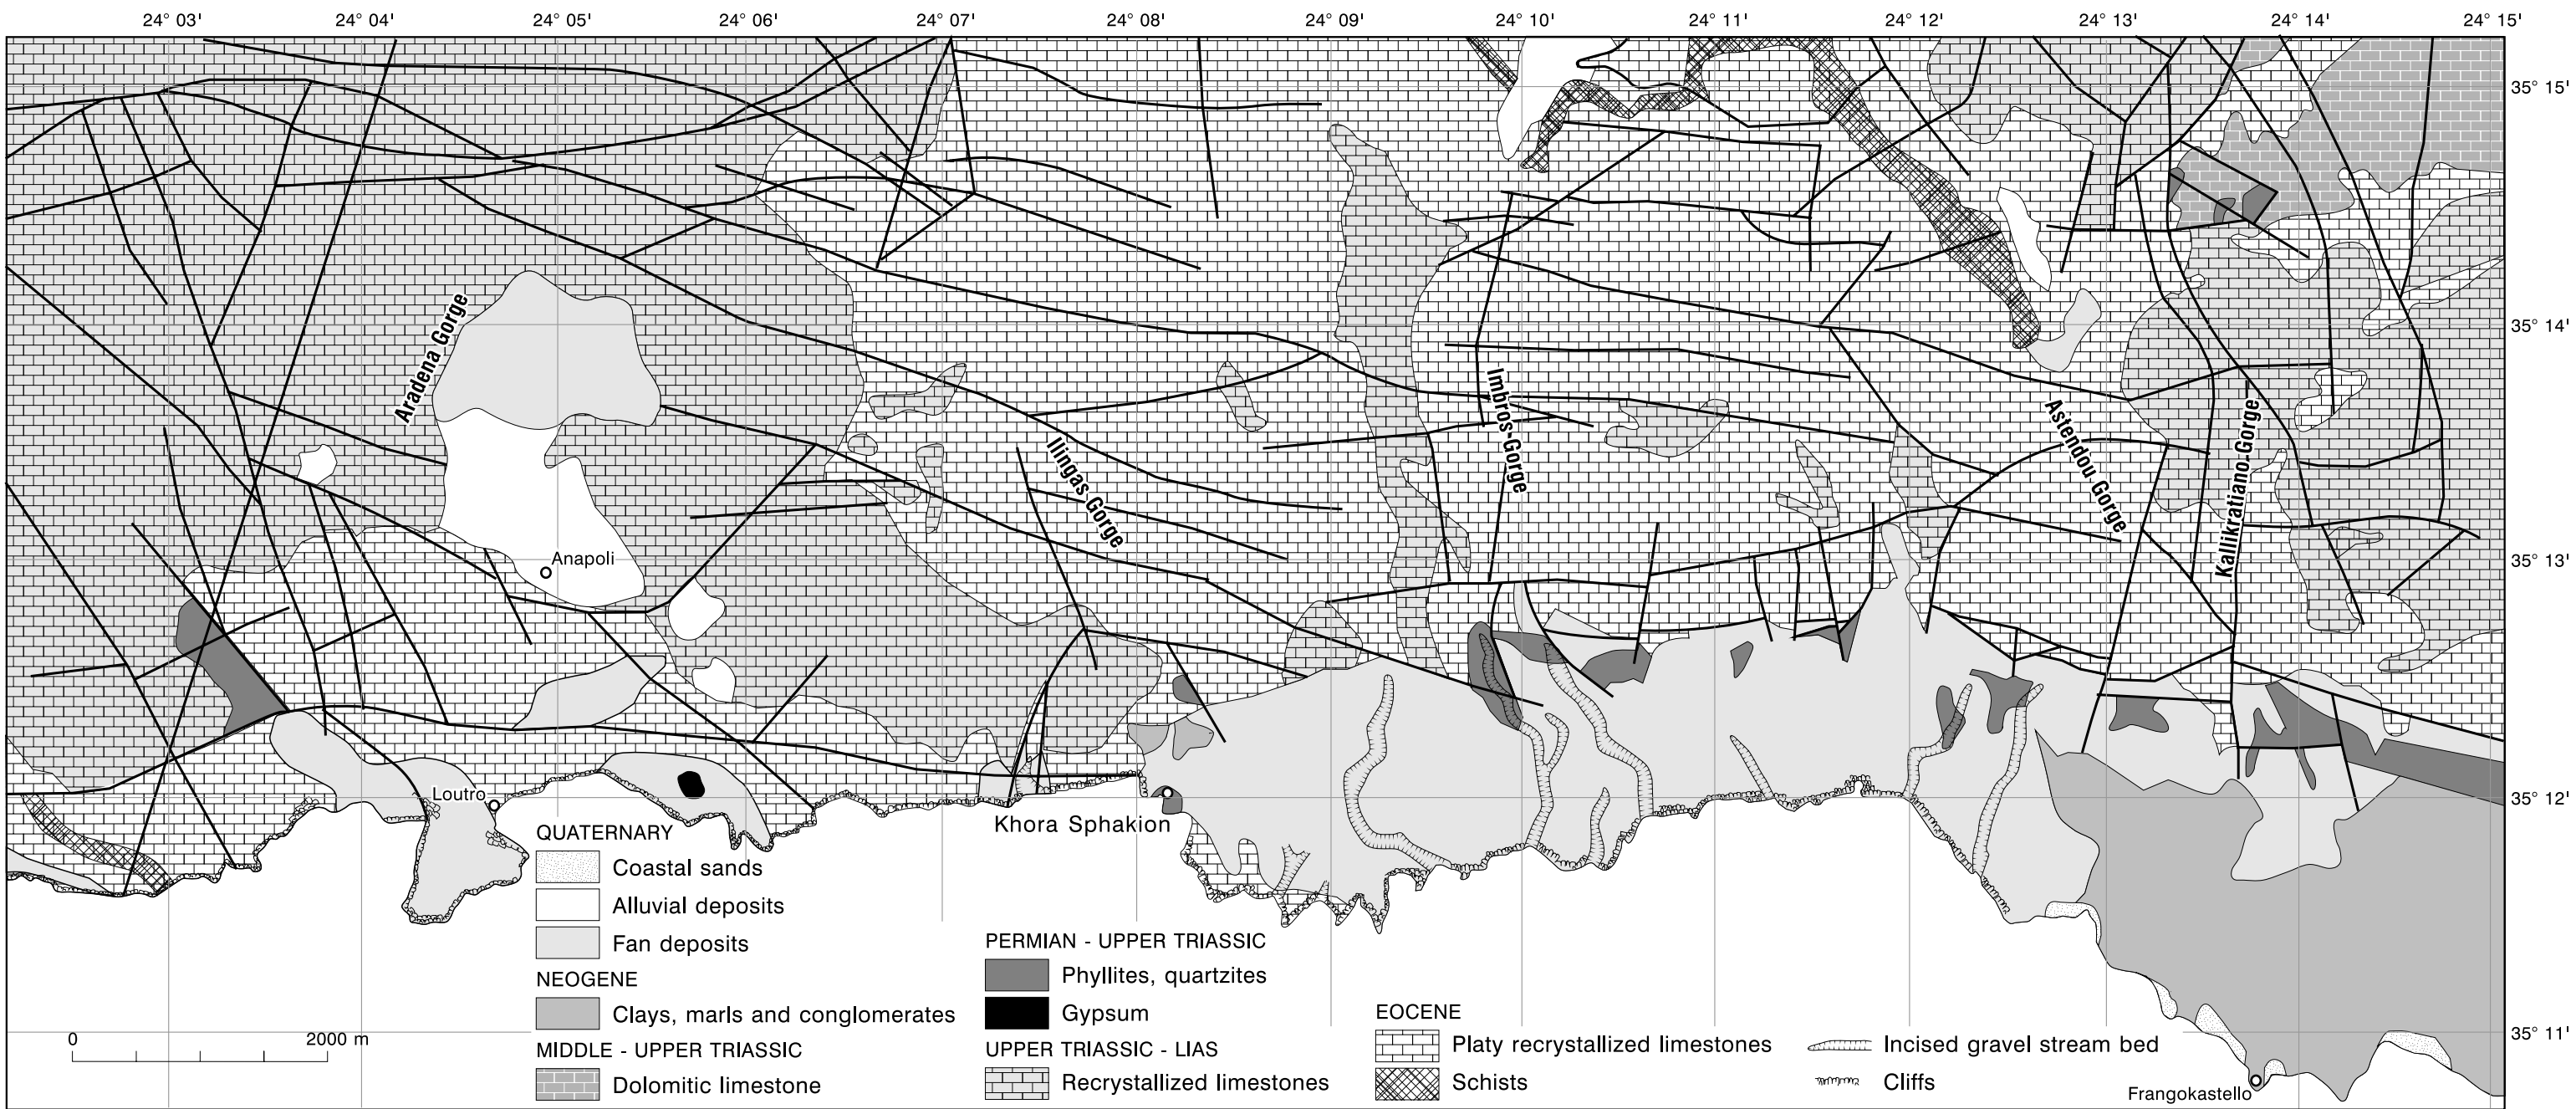 24° 03' 24° 04' 24° 05' 24° 06' 24° 07' 24° 08' 24° 09' 24° 10' 24° 11' 24° 12' 24° 13' 24° 14' 24° 15'
35° 15'
Aradena Gorge
35° 14'
Imbros Gorge
Astendou Gorge
Kallikratiano Gorge
Ilingas Gorge
Anapoli
35° 13'
Loutro
35° 12'
Khora Sphakion
QUATERNARY
Coastal sands
Alluvial deposits
Fan deposits
NEOGENE
Clays, marls and conglomerates
MIDDLE - UPPER TRIASSIC
Dolomitic limestone
PERMIAN - UPPER TRIASSIC
Phyllites, quartzites
Gypsum
UPPER TRIASSIC - LIAS
Recrystallized limestones
EOCENE
Platy recrystallized limestones
Schists
Incised gravel stream bed
Cliffs
0 2000 m
35° 11'
Frangokastello